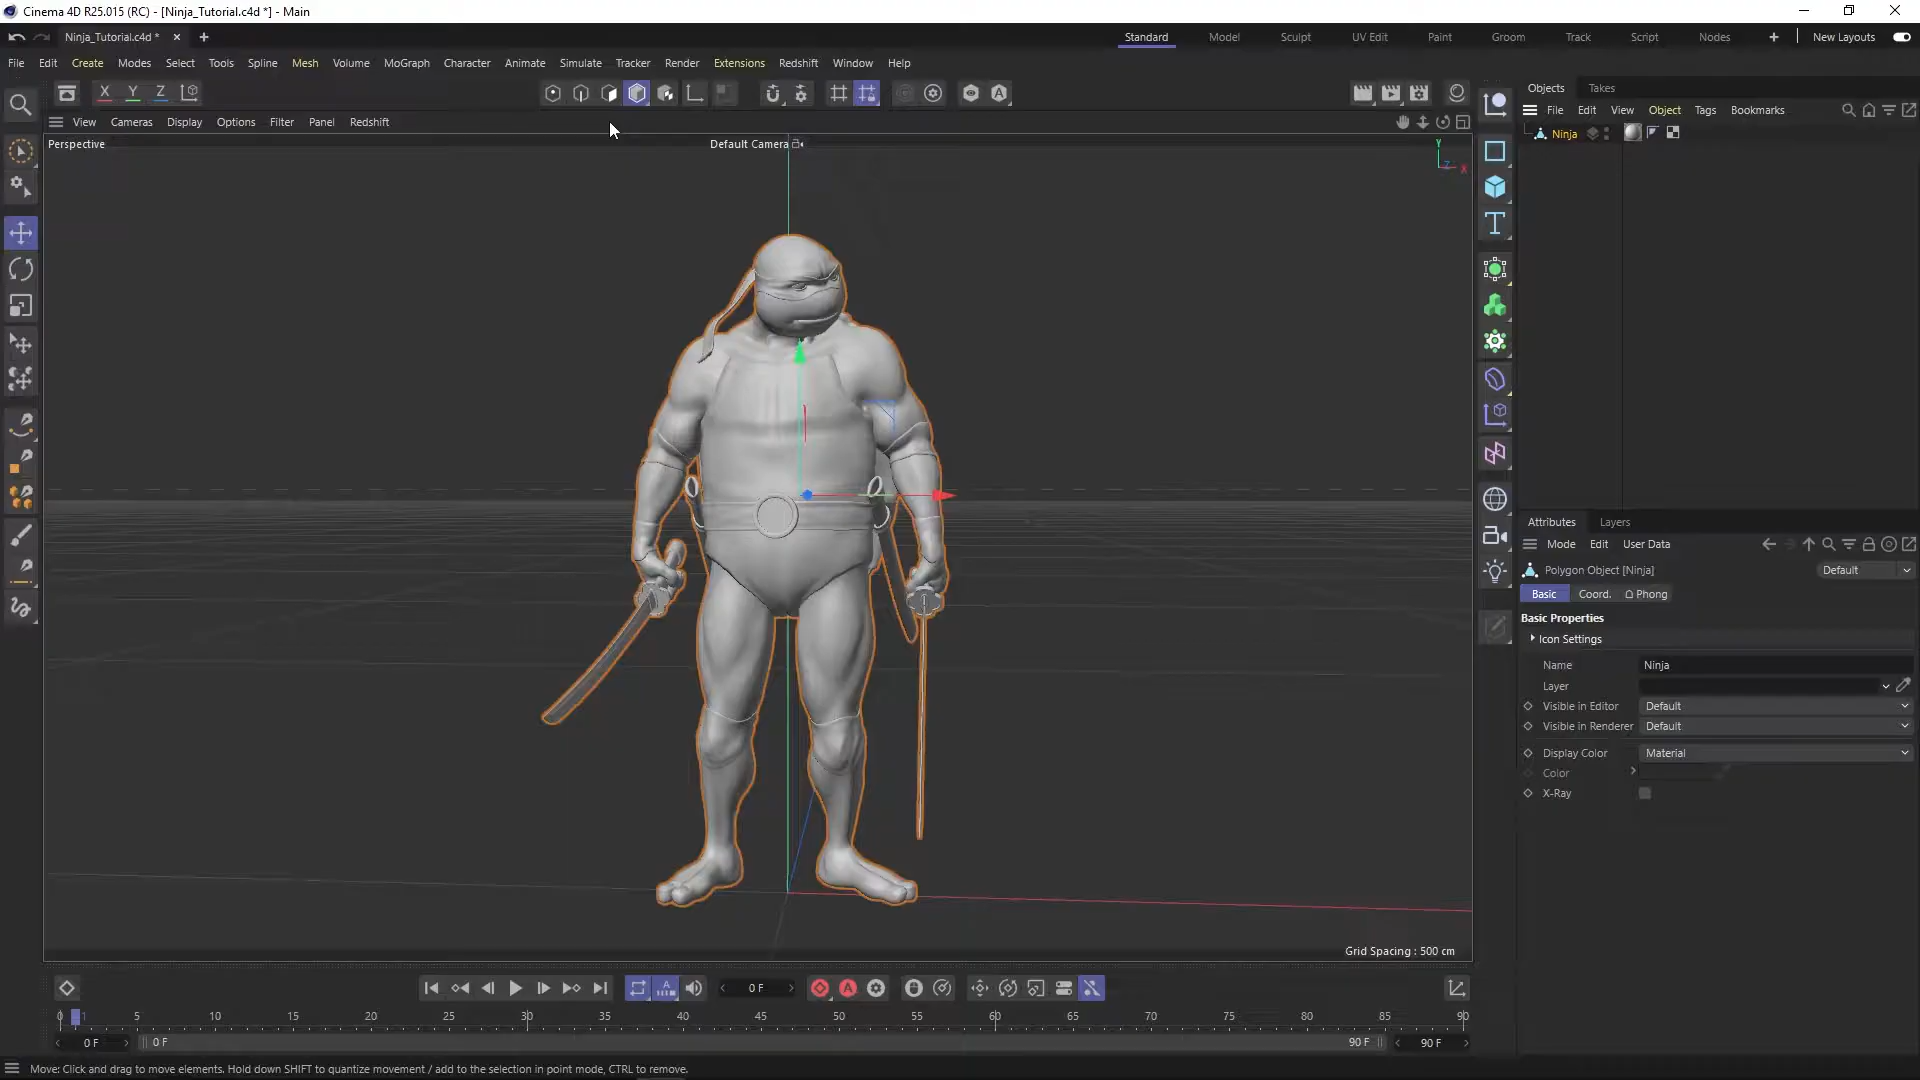 Cinema 4D R25.015 (RC) - [Ninja_Tutorial.c4d *] - Main
Ninja_Tutorial.c4d *
Standard Model Sculpt UV Edit Paint Groom Track Script Nodes New Layouts
File Edit Create Modes Select Tools Spline Mesh Volume MoGraph Character Animate Simulate Tracker Render Extensions Redshift Window Help
X Y Z
Objects Takes
File Edit View Object Tags Bookmarks
View Cameras Display Options Filter Panel Redshift
Ninja
Perspective
Default Camera
Y
Z X
Attributes Layers
Mode Edit User Data
Polygon Object [Ninja]
Default
Basic Coord. Phong
Basic Properties
Icon Settings
Name Ninja
Layer
Visible in Editor Default
Visible in Renderer Default
Display Color Material
Color
X-Ray
Grid Spacing : 500 cm
0 F
0 1 5 10 15 20 25 30 35 40 45 50 55 60 65 70 75 80 85 90
0 F 0 F 90 F 90 F
Move: Click and drag to move elements. Hold down SHIFT to quantize movement / add to the selection in point mode, CTRL to remove.